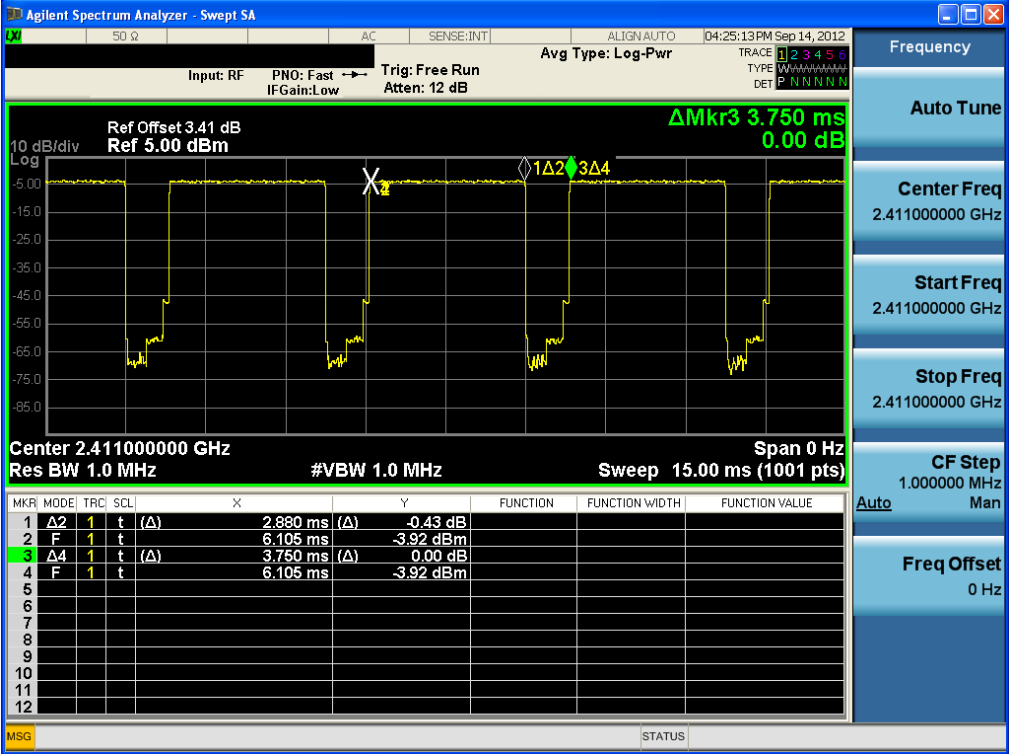 Agilent Spectrum Analyzer - Swept SA
LXI 50 Ω AC SENSE:INT ALIGN AUTO 04:25:13 PM Sep 14, 2012
Input: RF PNO: Fast Trig: Free Run Avg Type: Log-Pwr TRACE 1 2 3 4 5 6
IFGain:Low Atten: 12 dB TYPE
DET P N N N N N
Frequency
Auto Tune
Center Freq
2.411000000 GHz
Start Freq
2.411000000 GHz
Stop Freq
2.411000000 GHz
CF Step
1.000000 MHz
Auto Man
Freq Offset
0 Hz
ΔMkr3 3.750 ms
0.00 dB
Ref Offset 3.41 dB
10 dB/div Ref 5.00 dBm
Log
1Δ2 3Δ4
-5.00
-15.0
-25.0
-35.0
-45.0
-55.0
-65.0
-75.0
-85.0
Center 2.411000000 GHz Span 0 Hz
Res BW 1.0 MHz #VBW 1.0 MHz Sweep 15.00 ms (1001 pts)
MKR MODE TRC SCL X Y FUNCTION FUNCTION WIDTH FUNCTION VALUE
1 Δ2 1 t (Δ) 2.880 ms (Δ) -0.43 dB
2 F 1 t 6.105 ms -3.92 dBm
3 Δ4 1 t (Δ) 3.750 ms (Δ) 0.00 dB
4 F 1 t 6.105 ms -3.92 dBm
5
6
7
8
9
10
11
12
MSG STATUS